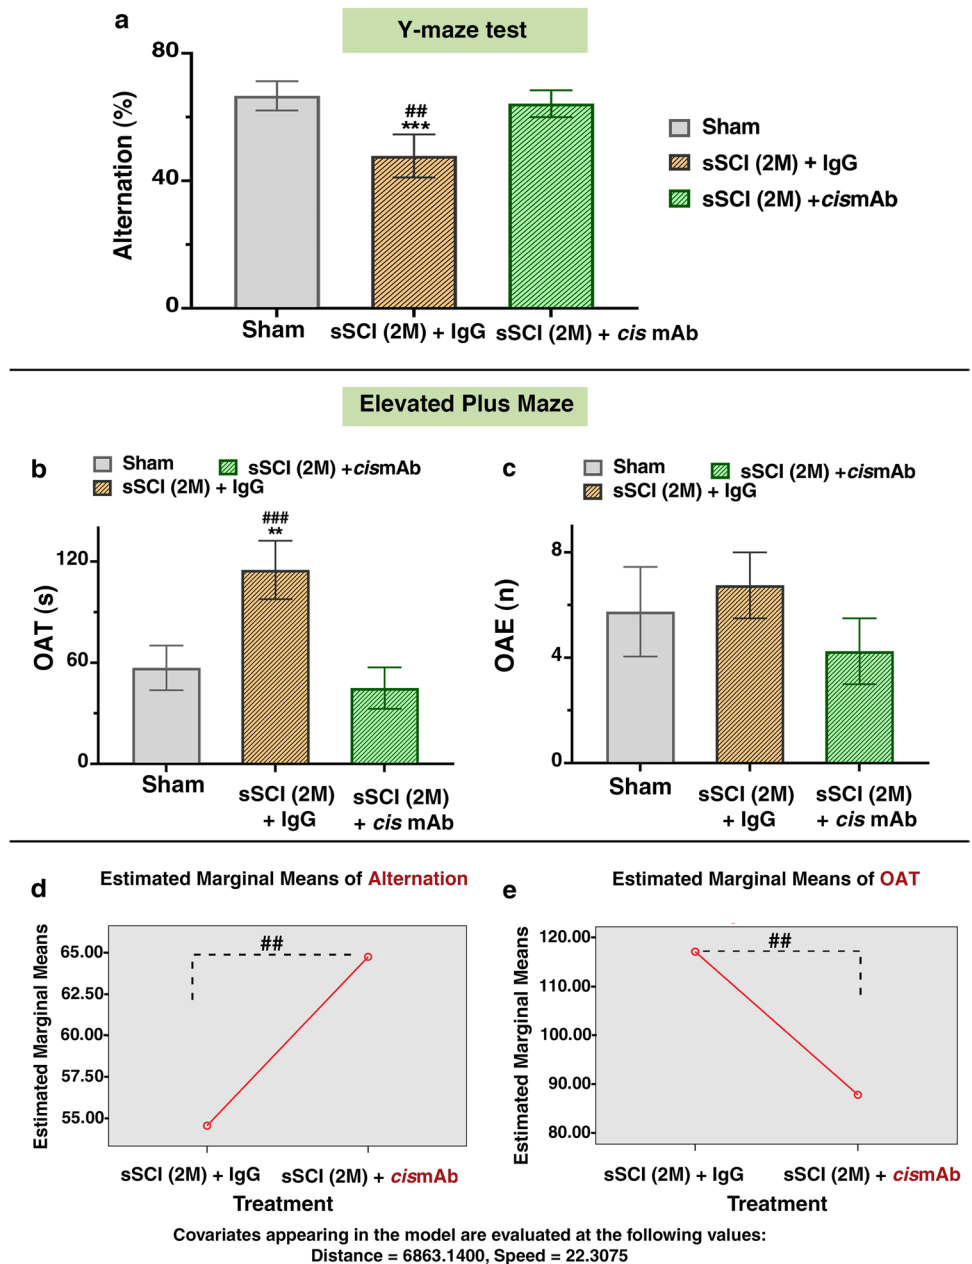 a
Y-maze test
80
40
0
Alternation (%)
##
***
Sham
sSCI (2M) + IgG
sSCI (2M) +cismAb
Sham
sSCI (2M) + IgG
sSCI (2M) + cis mAb
Elevated Plus Maze
b
Sham
sSCI (2M) +cismAb
sSCI (2M) + IgG
OAT (s)
120
60
0
###
**
Sham
sSCI (2M)
+ IgG
sSCI (2M)
+ cis mAb
c
Sham
sSCI (2M) +cismAb
sSCI (2M) + IgG
OAE (n)
8
4
0
Sham
sSCI (2M)
+ IgG
sSCI (2M)
+ cis mAb
d
Estimated Marginal Means of Alternation
Estimated Marginal Means
65.00
62.50
60.00
57.50
55.00
##
sSCI (2M) + IgG
sSCI (2M) + cismAb
Treatment
e
Estimated Marginal Means of OAT
Estimated Marginal Means
120.00
110.00
100.00
90.00
80.00
##
sSCI (2M) + IgG
sSCI (2M) + cismAb
Treatment
Covariates appearing in the model are evaluated at the following values:
Distance = 6863.1400, Speed = 22.3075